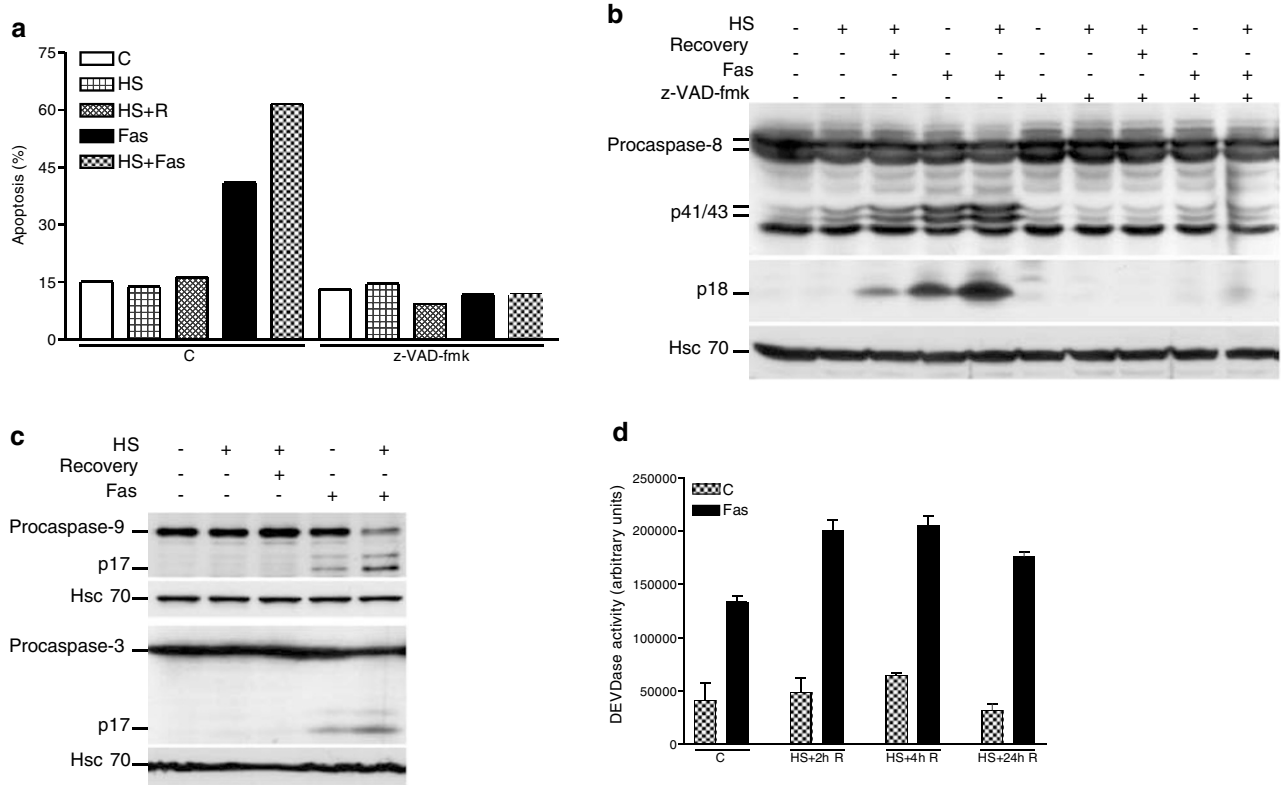 a
75
60
45
30
15
0
Apoptosis (%)
C
HS
HS+R
Fas
HS+Fas
C z-VAD-fmk
b
HS - + + - + - + + - +
Recovery - - + - - - - + - -
Fas - - - + + - - - + +
z-VAD-fmk - - - - - + + + + +
Procaspase-8
p41/43
p18
Hsc 70
c
HS - + + - +
Recovery - - + - -
Fas - - - + +
Procaspase-9
p17
Hsc 70
Procaspase-3
p17
Hsc 70
d
250000
200000
150000
100000
50000
0
DEVDase activity (arbitrary units)
C
Fas
C HS+2h R HS+4h R HS+24h R